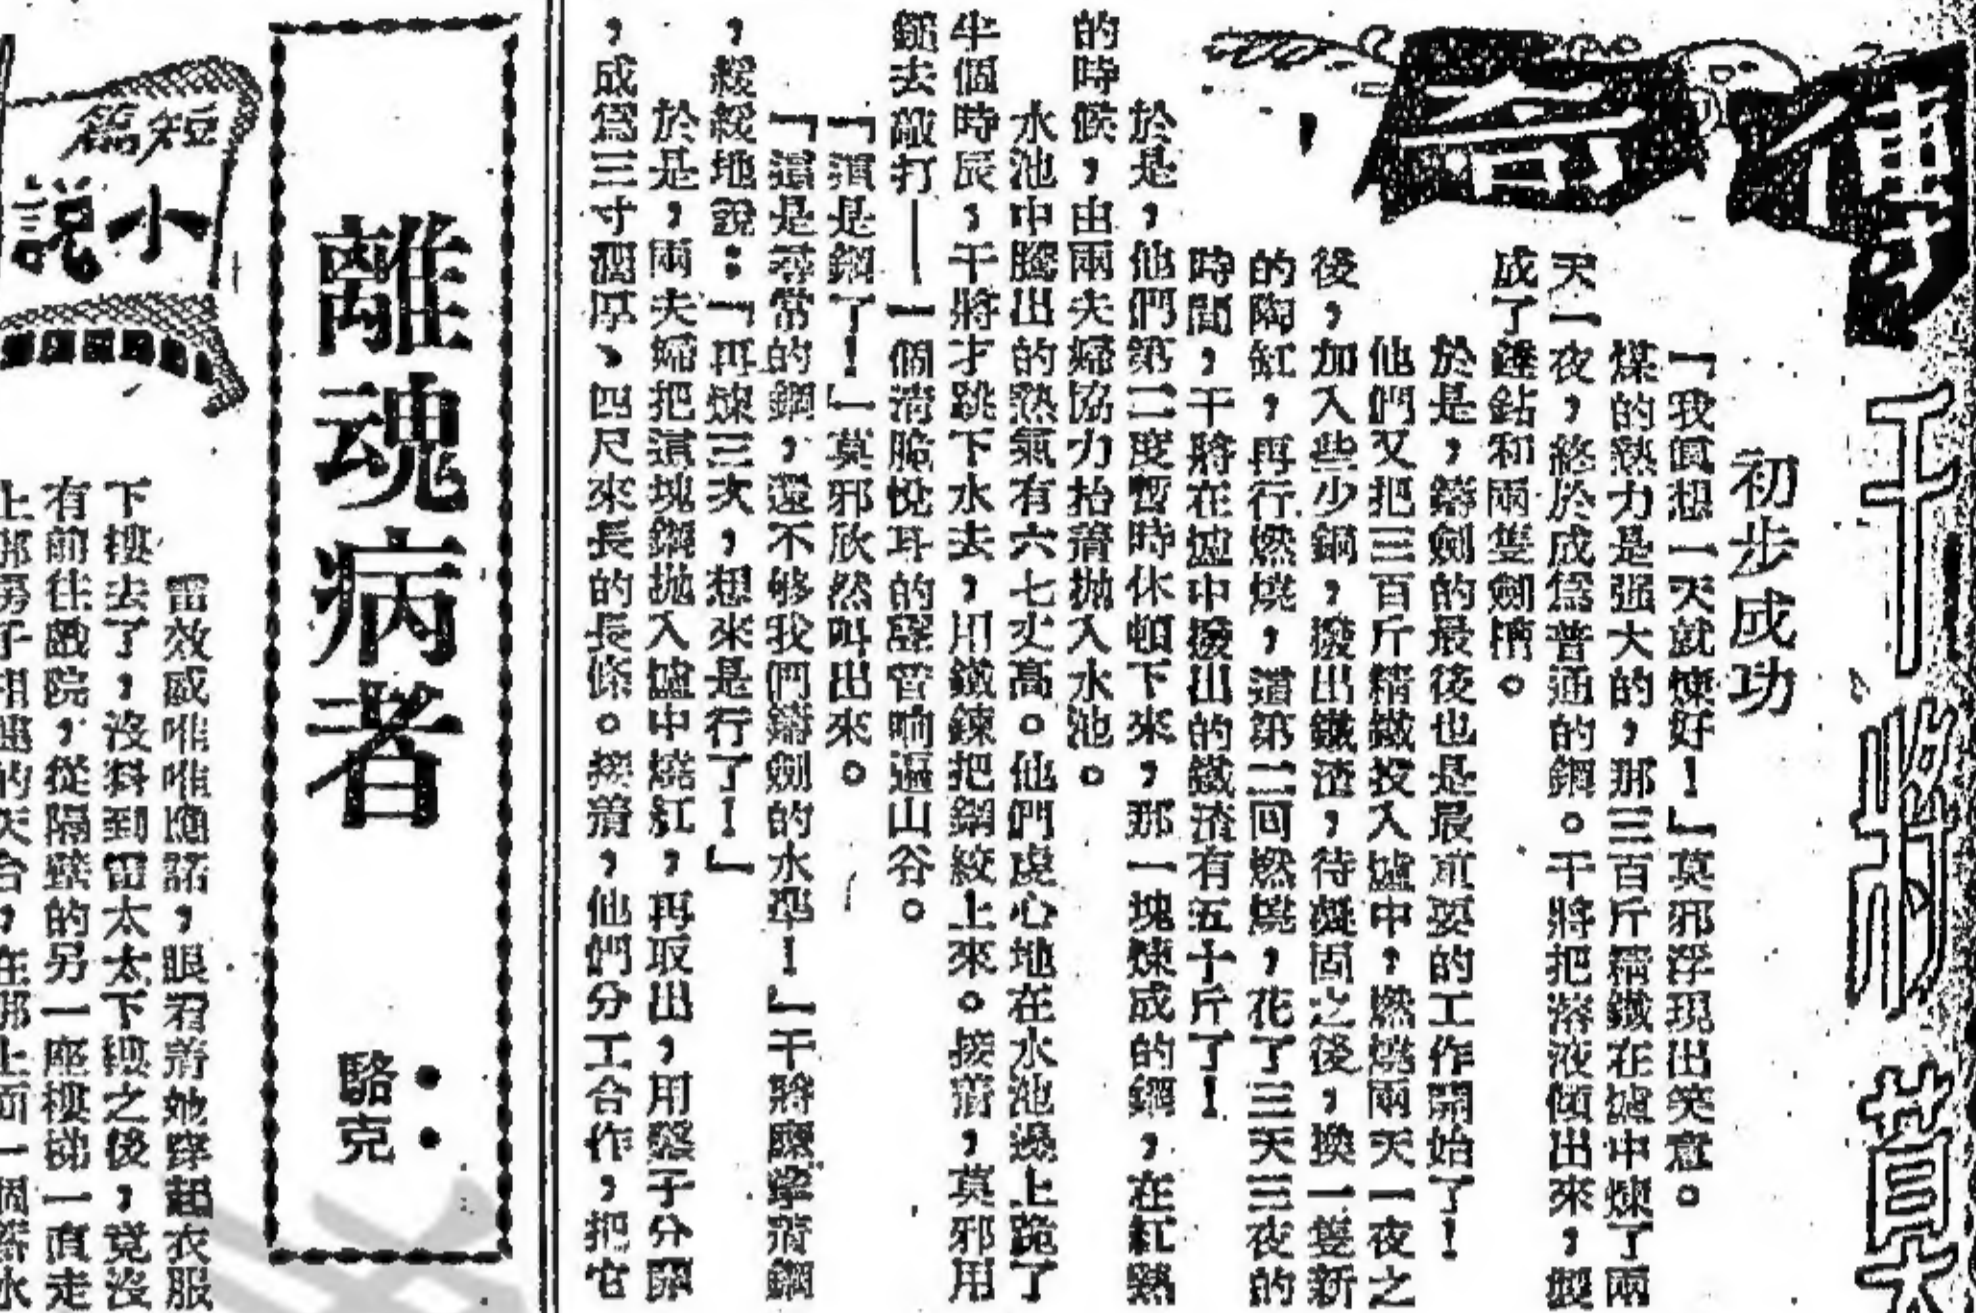 傳奇
干將莫
初步成功
「我眞想一天就煉好！」莫邪浮現出笑意。
煤的熱力是强大的，那三百斤精鐵在爐中煉了兩
天一夜，終於成爲普通的鋼。干將把溶液傾出來，製
成了鏈鉆和兩隻劍槽。
於是，鑄劍的最後也是最重要的工作開始了！
他們又把三百斤精鐵投入爐中，燃燒兩天一夜之
後，加入些少銅，撥出鐵渣，待凝固之後，換一隻新
的陶缸，再行燃燒，這第二回燃燒，花了三天三夜的
時間，干將在爐中撥出的鐵渣有五十斤了！
於是，他們第二度暫時休頓下來，那一塊煉成的鋼，在紅熟
的時候，由兩夫婦協力抬着拋入水池。
水池中騰出的熱氣有六七丈高。他們虔心地在水池邊上跪了
半個時辰，干將才跳下水去，用鐵鍊把鋼絞上來。接着，莫邪用
鎚去敲打——一個清脆悅耳的聲音响遍山谷。
「這是鋼了！」莫邪欣然叫出來。
「這是尋常的鋼，還不够我們鑄劍的水準！」干將摩挲着鋼
，緩緩地說：「再煉三次，想來是行了！」
於是，兩夫婦把這塊鋼拋入爐中燒紅，再取出，用鑿子分開
，成爲三寸濶厚、四尺來長的長條。接着，他們分工合作，把它
離魂病者
：駱克
短篇
小說
雷效威唯唯應諾，眼看着她穿起衣服
下樓去了，沒料到雷太太下樓之後，竟沒
有前往戲院，從隔壁的另一座樓梯一直走
上那房子相連的天台，在那上面一個蓄水